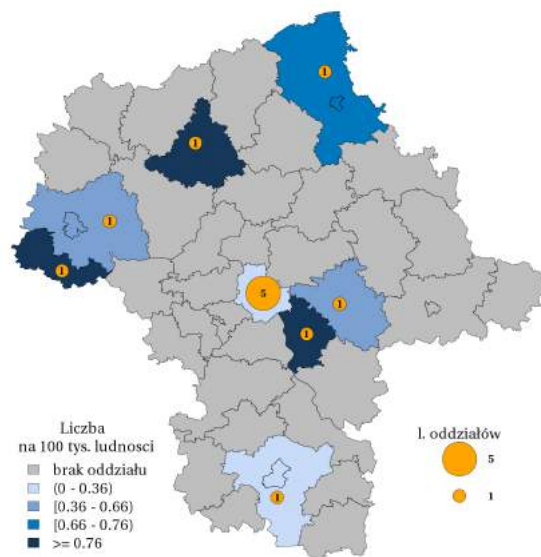 1
1
1
1
5
1
1
1
Liczba
na 100 tys. ludnosci
brak oddziału
(0 - 0.36)
[0.36 - 0.66)
[0.66 - 0.76)
>= 0.76
l. oddziałów
5
1